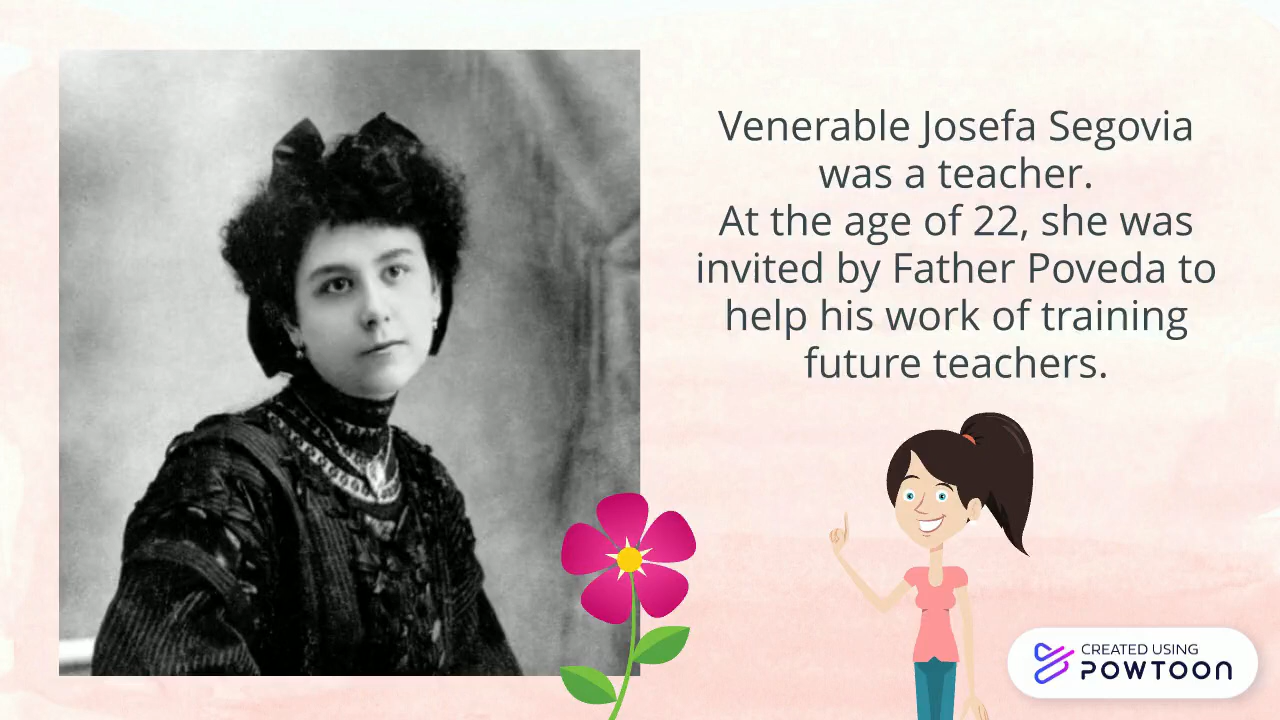 Venerable Josefa Segovia
was a teacher.
At the age of 22, she was
invited by Father Poveda to
help his work of training
future teachers.
CREATED USING
POWTOON